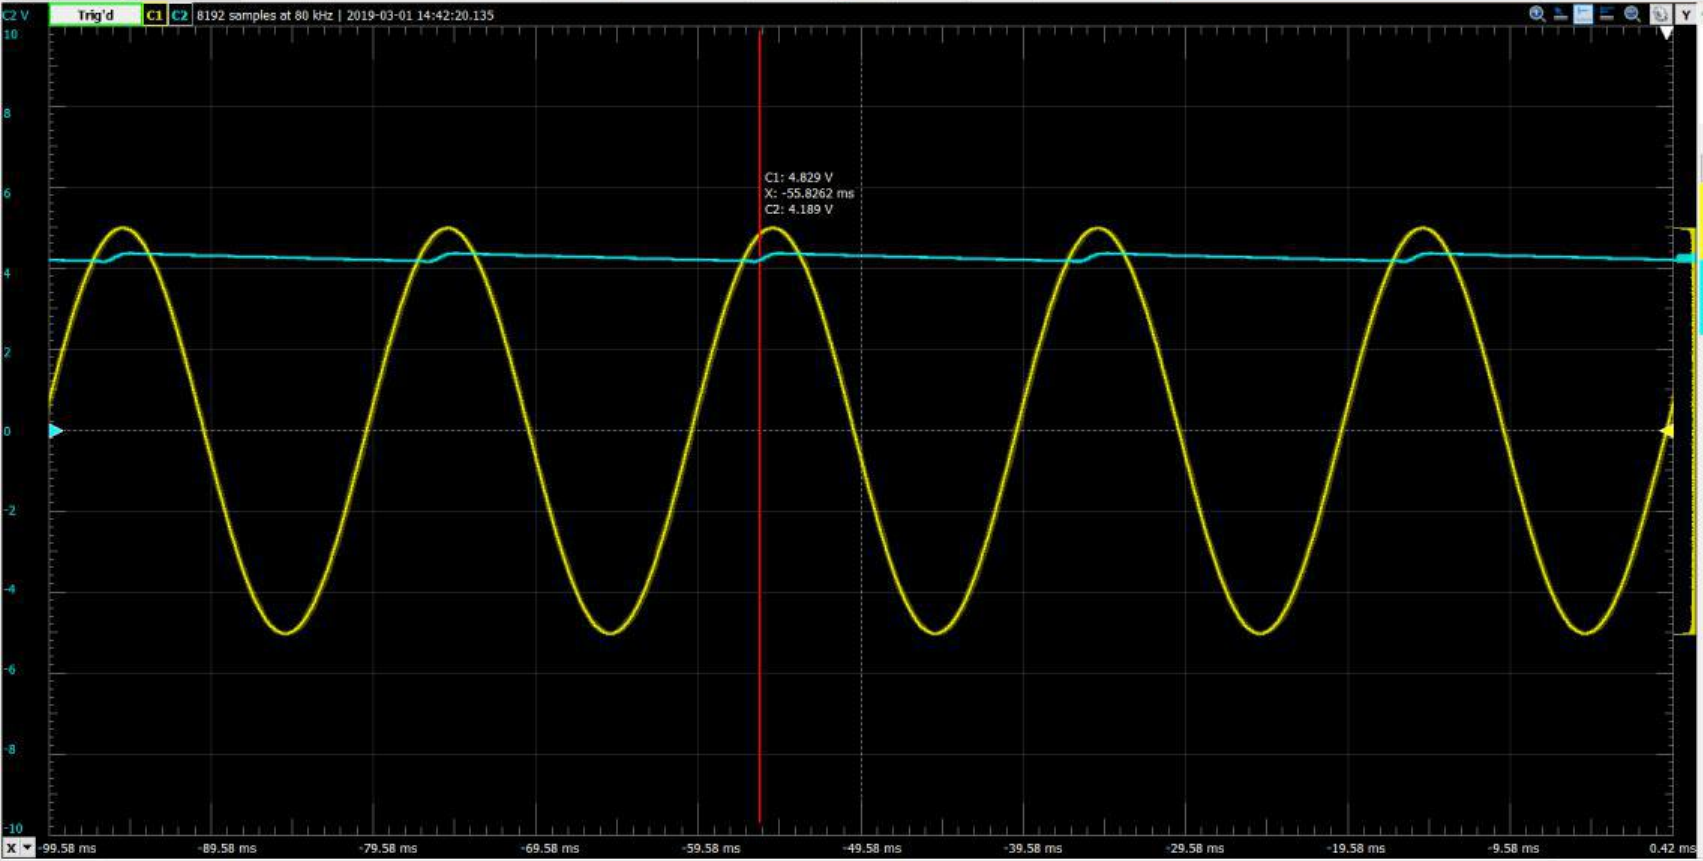 C2 V Trig'd C1 C2 8192 samples at 80 kHz | 2019-03-01 14:42:20.135 Y
10
8
C1: 4.829 V
6 X: -55.8262 ms
C2: 4.189 V
4
2
0
-2
-4
-6
-8
-10
X -99.58 ms -89.58 ms -79.58 ms -69.58 ms -59.58 ms -49.58 ms -39.58 ms -29.58 ms -19.58 ms -9.58 ms 0.42 ms